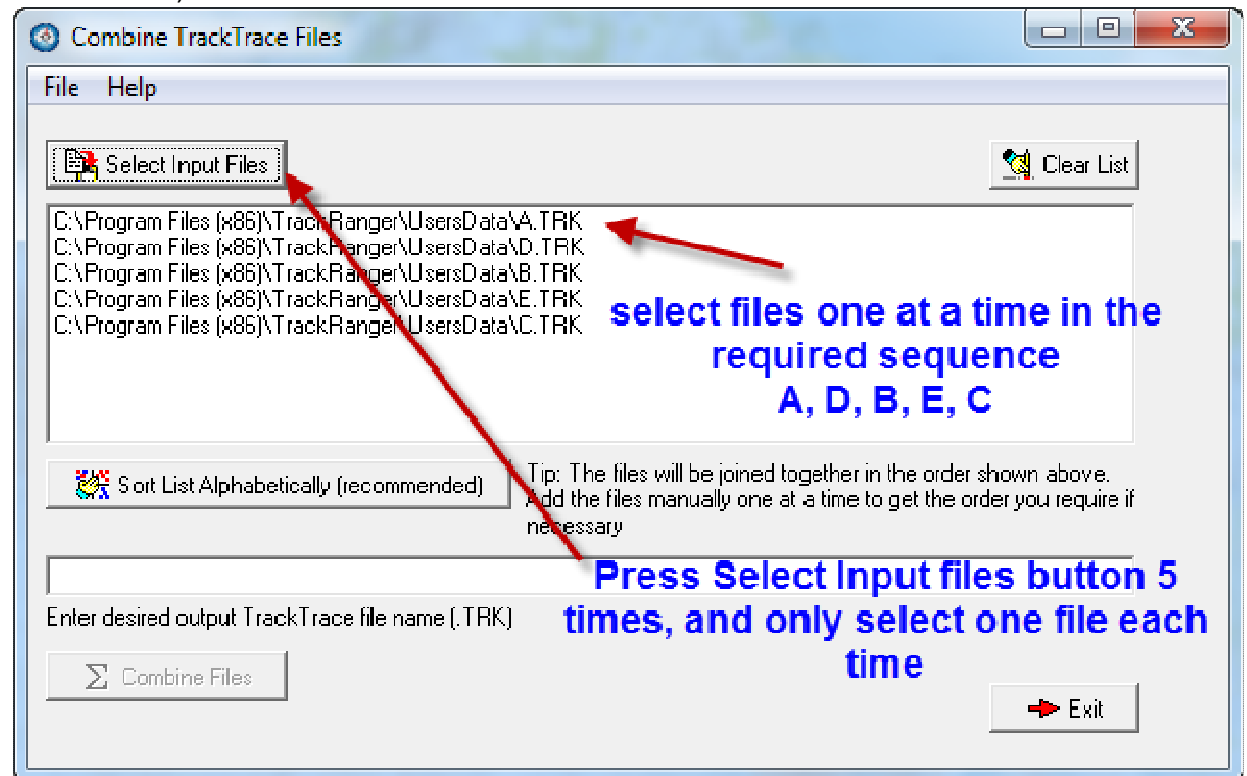 Combine TrackTrace Files
File Help
Select Input Files
Clear List
C:\Program Files (x86)\TrackRanger\UsersData\A.TRK
C:\Program Files (x86)\TrackRanger\UsersData\D.TRK
C:\Program Files (x86)\TrackRanger\UsersData\B.TRK
C:\Program Files (x86)\TrackRanger\UsersData\E.TRK
C:\Program Files (x86)\TrackRanger\UsersData\C.TRK
select files one at a time in the
required sequence
A, D, B, E, C
Sort List Alphabetically (recommended)
Tip: The files will be joined together in the order shown above.
Add the files manually one at a time to get the order you require if
necessary
Press Select Input files button 5
times, and only select one file each
time
Enter desired output TrackTrace file name (.TRK)
Σ Combine Files
Exit